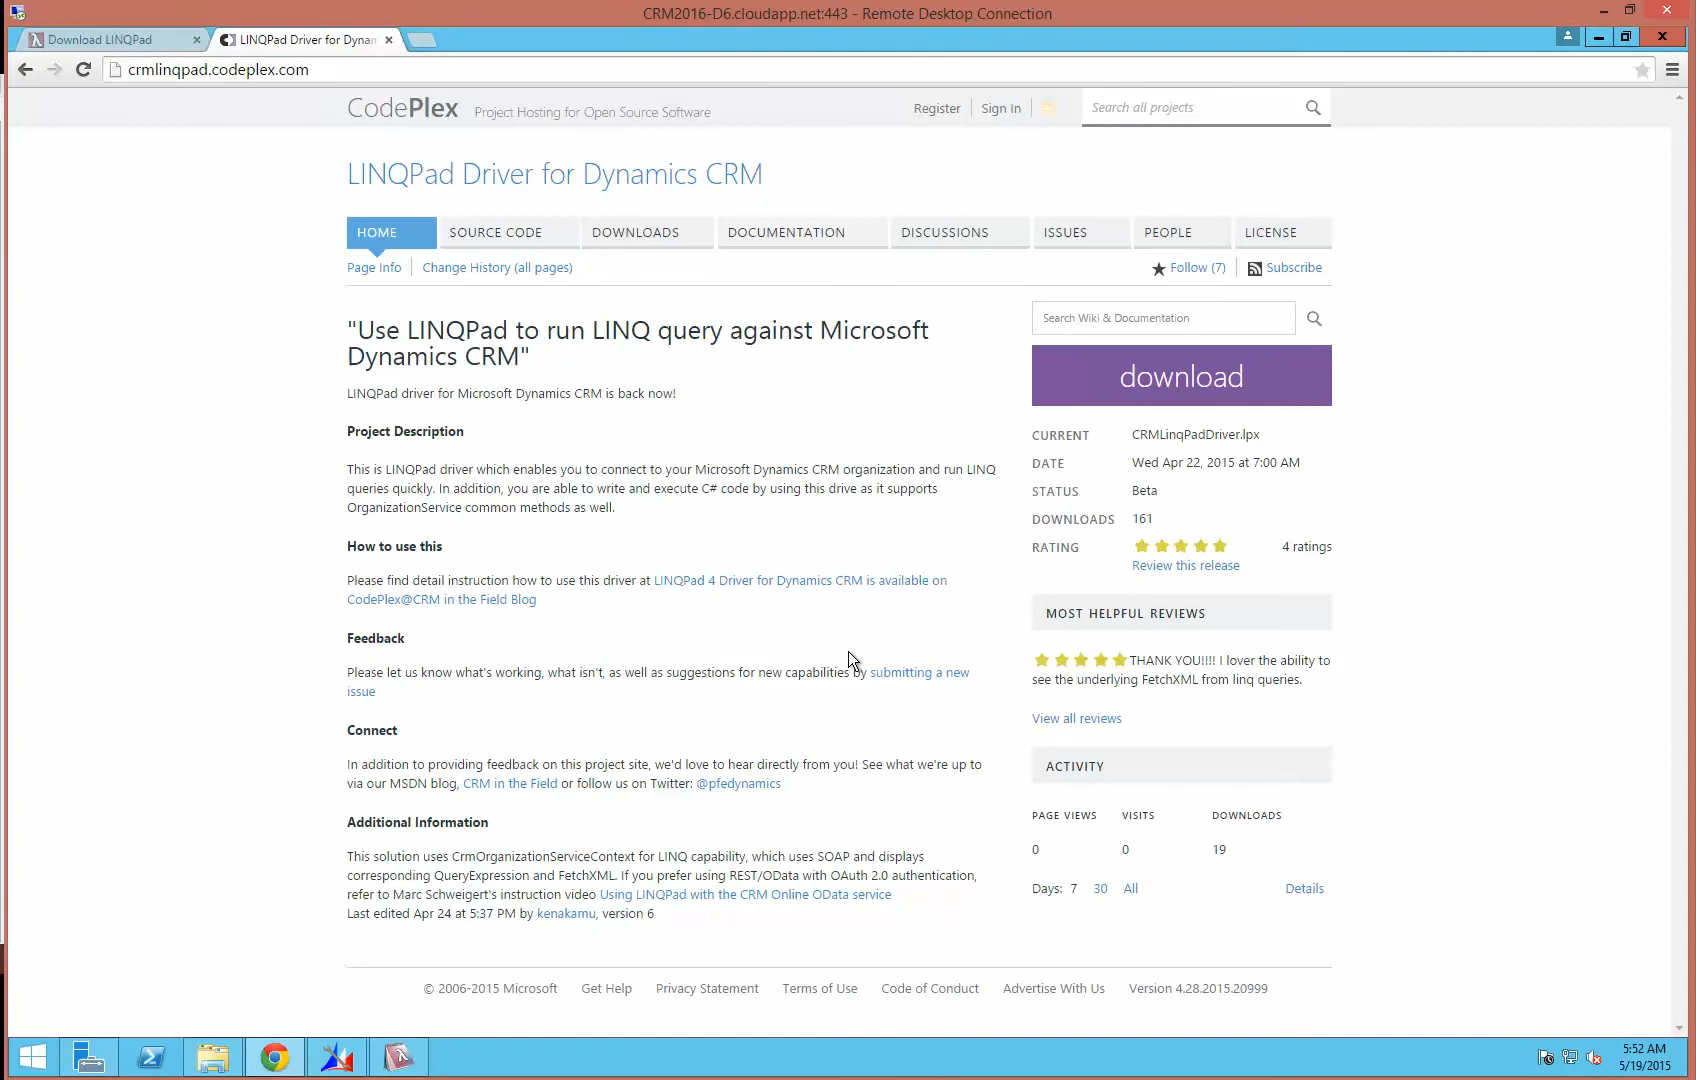 CRM2016-D6.cloudapp.net:443 - Remote Desktop Connection
Download LINQPad
LINQPad Driver for Dynan
crmlinqpad.codeplex.com
CodePlex Project Hosting for Open Source Software
Register Sign In
Search all projects
LINQPad Driver for Dynamics CRM
HOME SOURCE CODE DOWNLOADS DOCUMENTATION DISCUSSIONS ISSUES PEOPLE LICENSE
Page Info Change History (all pages)
Follow (7) Subscribe
"Use LINQPad to run LINQ query against Microsoft
Dynamics CRM"
LINQPad driver for Microsoft Dynamics CRM is back now!
Project Description
This is LINQPad driver which enables you to connect to your Microsoft Dynamics CRM organization and run LINQ
queries quickly. In addition, you are able to write and execute C# code by using this drive as it supports
OrganizationService common methods as well.
How to use this
Please find detail instruction how to use this driver at LINQPad 4 Driver for Dynamics CRM is available on
CodePlex@CRM in the Field Blog
Feedback
Please let us know what's working, what isn't, as well as suggestions for new capabilities by submitting a new
issue
Connect
In addition to providing feedback on this project site, we'd love to hear directly from you! See what we're up to
via our MSDN blog, CRM in the Field or follow us on Twitter: @pfedynamics
Additional Information
This solution uses CrmOrganizationServiceContext for LINQ capability, which uses SOAP and displays
corresponding QueryExpression and FetchXML. If you prefer using REST/OData with OAuth 2.0 authentication,
refer to Marc Schweigert's instruction video Using LINQPad with the CRM Online OData service
Last edited Apr 24 at 5:37 PM by kenakamu, version 6
Search Wiki & Documentation
download
CURRENT CRMLinqPadDriver.lpx
DATE Wed Apr 22, 2015 at 7:00 AM
STATUS Beta
DOWNLOADS 161
RATING 4 ratings
Review this release
MOST HELPFUL REVIEWS
THANK YOU!!!! I lover the ability to
see the underlying FetchXML from linq queries.
View all reviews
ACTIVITY
PAGE VIEWS VISITS DOWNLOADS
0 0 19
Days: 7 30 All Details
© 2006-2015 Microsoft Get Help Privacy Statement Terms of Use Code of Conduct Advertise With Us Version 4.28.2015.20999
5:52 AM
5/19/2015